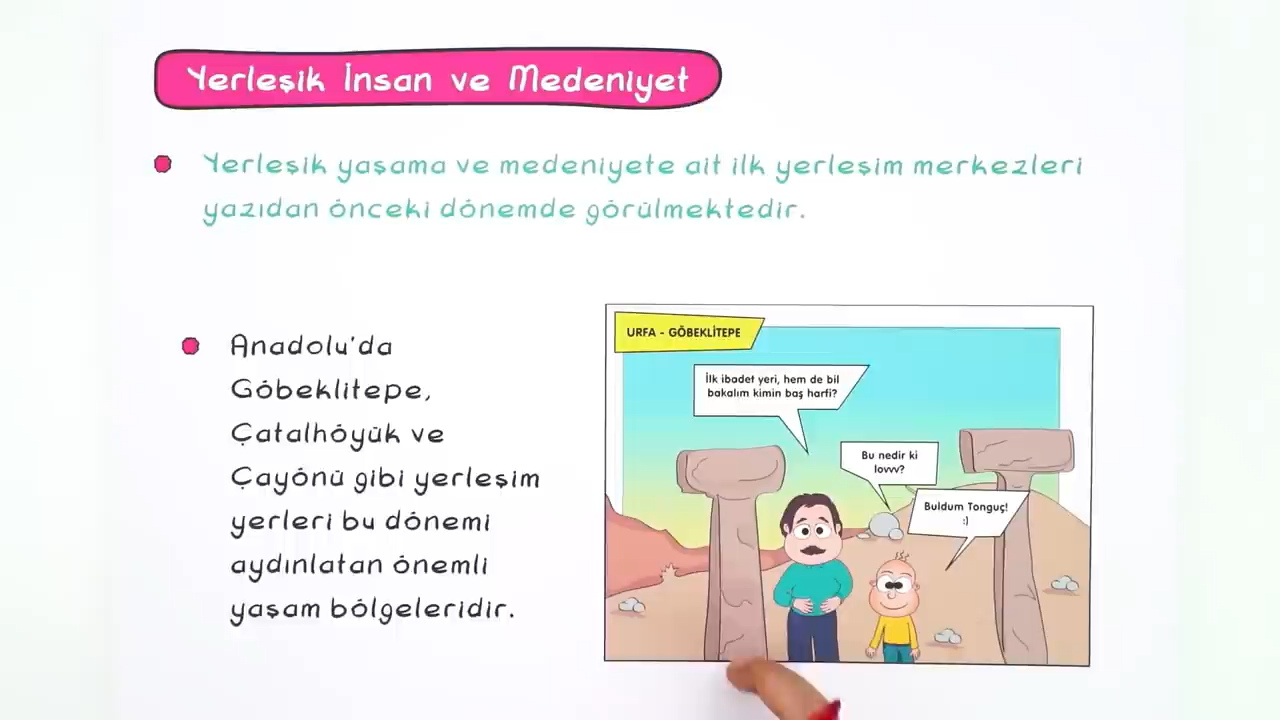 Yerleşik İnsan ve Medeniyet
Yerleşik yaşama ve medeniyete ait ilk yerleşim merkezleri
yazıdan önceki dönemde görülmektedir.
Anadolu'da
Göbeklitepe,
Çatalhöyük ve
Çayönü gibi yerleşim
yerleri bu dönemi
aydınlatan önemli
yaşam bölgeleridir.
URFA - GÖBEKLİTEPE
İlk ibadet yeri, hem de bil
bakalım kimin baş harfi?
Bu nedir ki
lovvv?
Buldum Tonguç!
:)